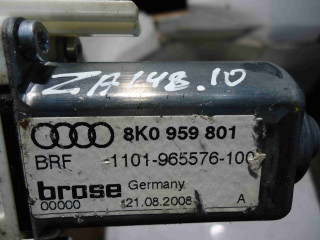 ZA148.10
8K0 959 801
BRF 1101-965576-100
brose Germany
00000 21.08.2008 A